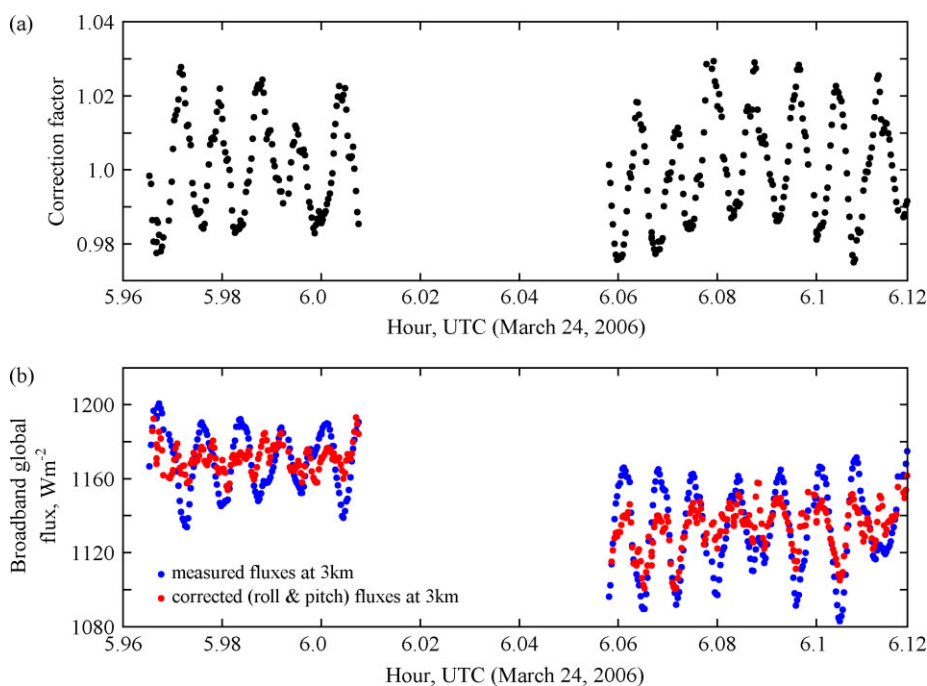 (a)
1.04
1.02
1.0
0.98
Correction factor
5.96 5.98 6.0 6.02 6.04 6.06 6.08 6.1 6.12
Hour, UTC (March 24, 2006)
(b)
1200
1160
1120
1080
Broadband global
flux, Wm-2
measured fluxes at 3km
corrected (roll & pitch) fluxes at 3km
5.96 5.98 6.0 6.02 6.04 6.06 6.08 6.1 6.12
Hour, UTC (March 24, 2006)